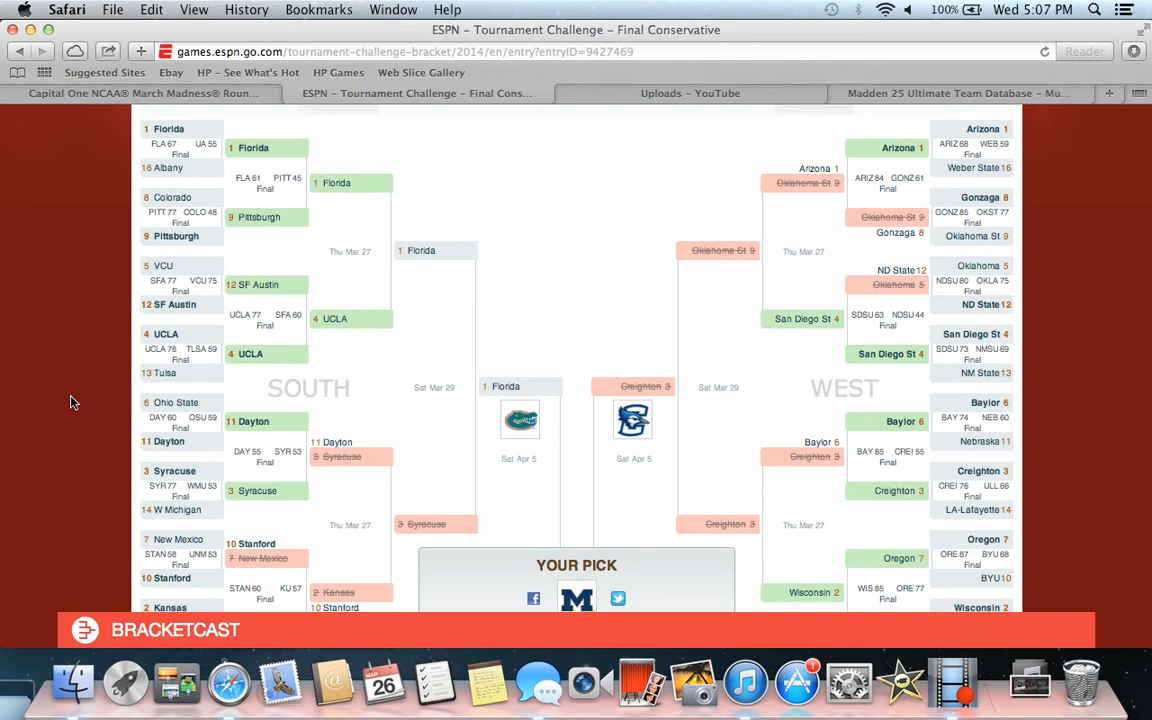 Safari File Edit View History Bookmarks Window Help 100% Wed 5:07 PM
ESPN - Tournament Challenge - Final Conservative
games.espn.go.com/tournament-challenge-bracket/2014/en/entry?entryID=9427469 Reader
Suggested Sites Ebay HP - See What's Hot HP Games Web Slice Gallery
Capital One NCAA® March Madness® Roun... ESPN - Tournament Challenge - Final Cons... Uploads - YouTube Madden 25 Ultimate Team Database - Mu...
1 Florida
FLA 67 UA 55
Final
16 Albany
8 Colorado
PITT 77 COLO 48
Final
9 Pittsburgh
5 VCU
SFA 77 VCU 75
Final
12 SF Austin
4 UCLA
UCLA 76 TLSA 59
Final
13 Tulsa
6 Ohio State
DAY 60 OSU 59
Final
11 Dayton
3 Syracuse
SYR 77 WMU 53
Final
14 W Michigan
7 New Mexico
STAN 58 UNM 53
Final
10 Stanford
2 Kansas
1 Florida
FLA 61 PITT 45
Final
9 Pittsburgh
12 SF Austin
UCLA 77 SFA 60
Final
4 UCLA
11 Dayton
DAY 55 SYR 53
Final
3 Syracuse
10 Stanford
7 New Mexico
STAN 60 KU 57
Final
1 Florida
Thu Mar 27
4 UCLA
SOUTH
11 Dayton
3 Syracuse
Thu Mar 27
2 Kansas
10 Stanford
1 Florida
Sat Mar 29
3 Syracuse
1 Florida
Sat Apr 5
Creighton 3
Sat Apr 5
YOUR PICK
M
Oklahoma St 9
Sat Mar 29
Creighton 3
Arizona 1
Oklahoma St 9
Thu Mar 27
San Diego St 4
WEST
Baylor 6
Creighton 3
Thu Mar 27
Wisconsin 2
Arizona 1
ARIZ 84 GONZ 61
Final
Oklahoma St 9
Gonzaga 8
ND State 12
Oklahoma 5
SDSU 63 NDSU 44
Final
San Diego St 4
Baylor 6
BAY 85 CREI 55
Final
Creighton 3
Oregon 7
WIS 85 ORE 77
Final
Arizona 1
ARIZ 68 WEB 59
Final
Weber State 16
Gonzaga 8
GONZ 85 OKST 77
Final
Oklahoma St 9
Oklahoma 5
NDSU 80 OKLA 75
Final
ND State 12
San Diego St 4
SDSU 73 NMSU 69
Final
NM State 13
Baylor 6
BAY 74 NEB 60
Final
Nebraska 11
Creighton 3
CREI 76 ULL 66
Final
LA-Lafayette 14
Oregon 7
ORE 87 BYU 68
Final
BYU 10
Wisconsin 2
BRACKETCAST
MAR
26
1